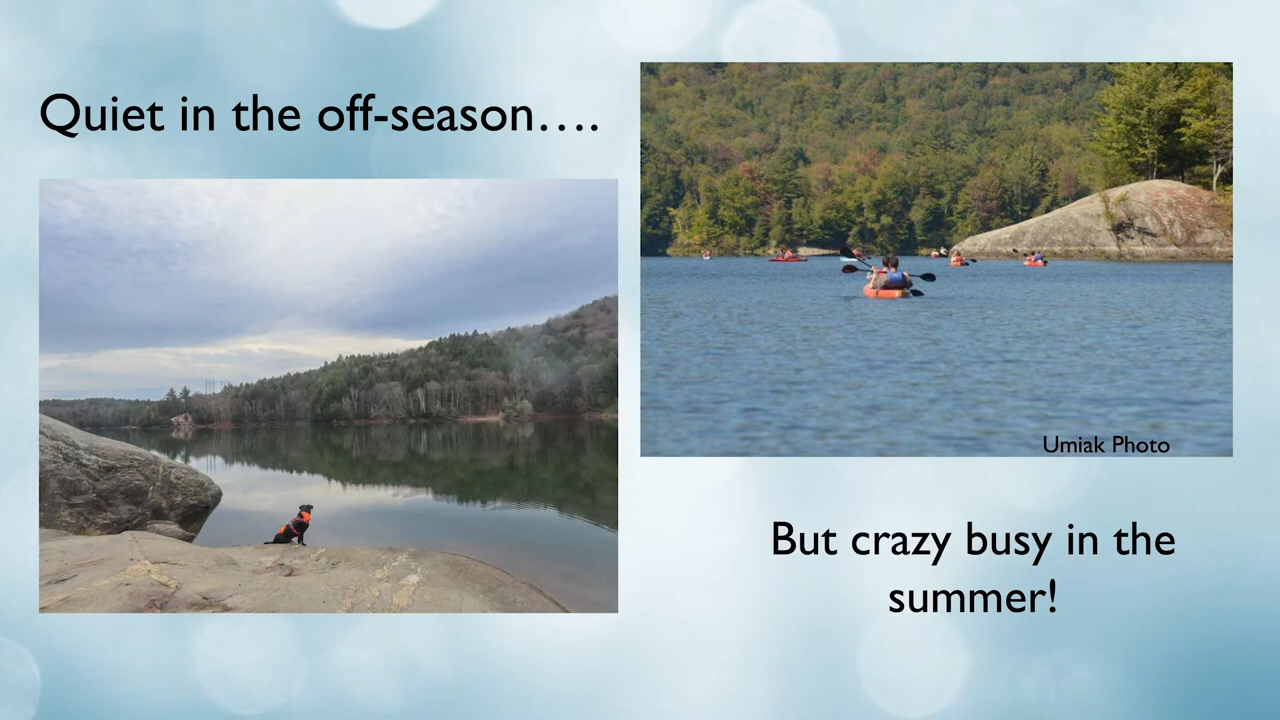 Quiet in the off-season….
Umiak Photo
But crazy busy in the
summer!